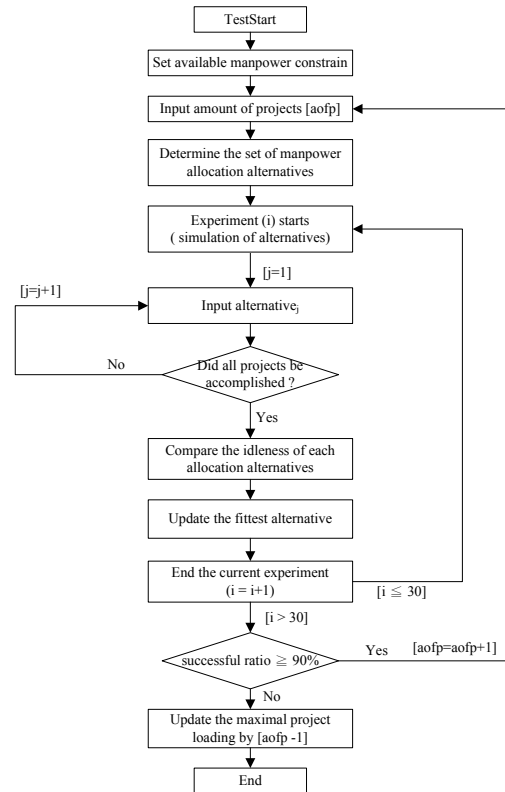 TestStart
Set available manpower constrain
Input amount of projects [aofp]
Determine the set of manpower
allocation alternatives
Experiment (i) starts
( simulation of alternatives)
[j=1]
[j=j+1]
Input alternativeⱼ
Did all projects be
accomplished ?
No
Yes
Compare the idleness of each
allocation alternatives
Update the fittest alternative
End the current experiment
(i = i+1)
[i ≦ 30]
[i > 30]
successful ratio ≧ 90%
Yes
[aofp=aofp+1]
No
Update the maximal project
loading by [aofp -1]
End